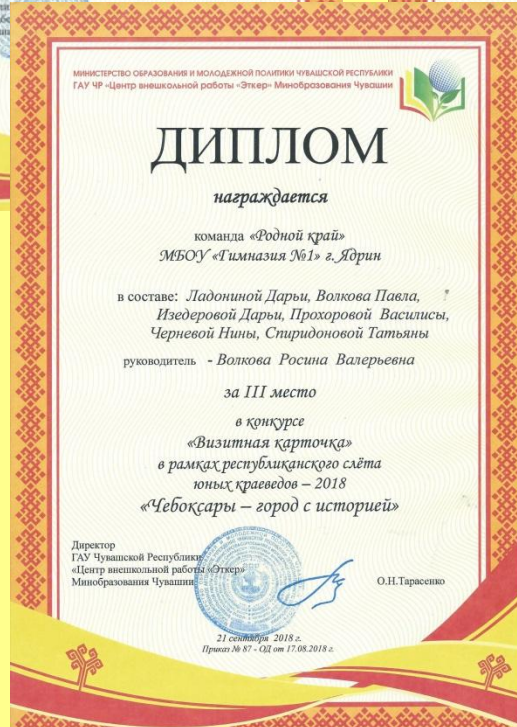 МИНИСТЕРСТВО ОБРАЗОВАНИЯ И МОЛОДЕЖНОЙ ПОЛИТИКИ ЧУВАШСКОЙ РЕСПУБЛИКИ
ГАУ ЧР «Центр внешкольной работы «Эткер» Минобразования Чувашии
ДИПЛОМ
награждается
команда «Родной край»
МБОУ «Гимназия №1» г. Ядрин
в составе: Ладониной Дарьи, Волкова Павла,
Изедеровой Дарьи, Прохоровой Василисы,
Черневой Нины, Спиридоновой Татьяны
руководитель - Волкова Росина Валерьевна
за III место
в конкурсе
«Визитная карточка»
в рамках республиканского слёта
юных краеведов – 2018
«Чебоксары – город с историей»
Директор
ГАУ Чувашской Республики
«Центр внешкольной работы «Эткер»
Минобразования Чувашии
О.Н.Тарасенко
21 сентября 2018 г.
Приказ № 87 - ОД от 17.08.2018 г.